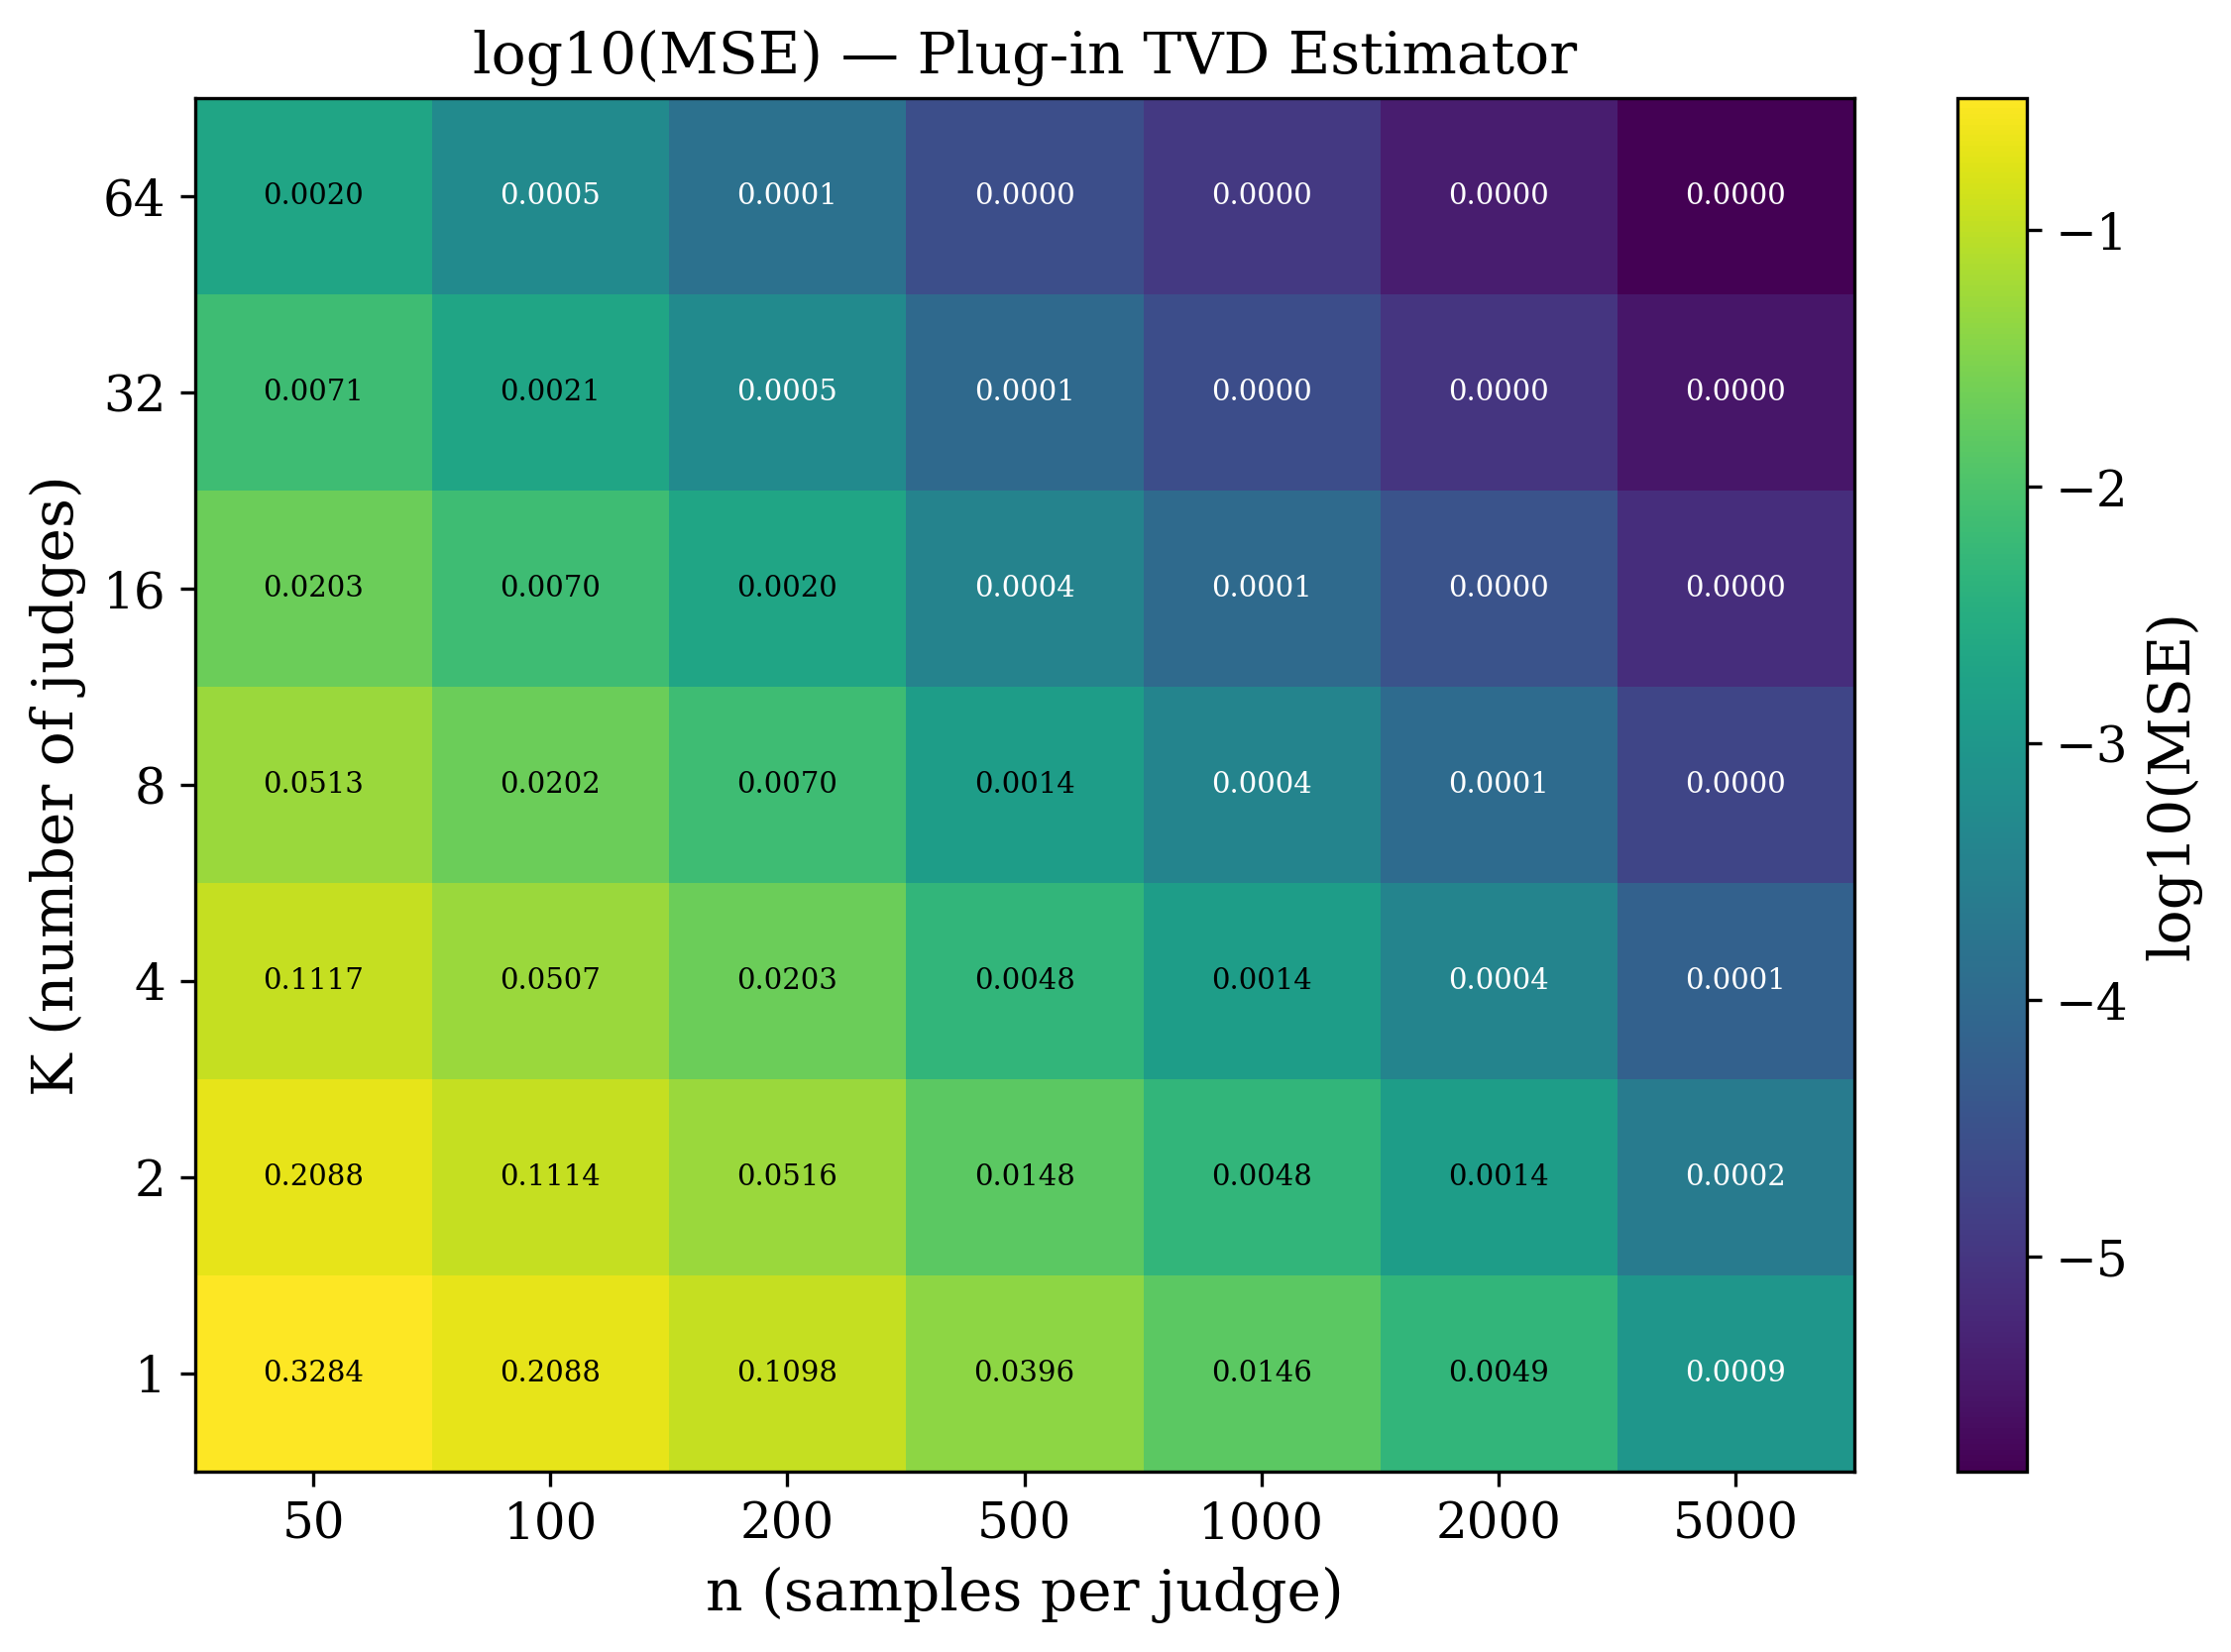 log10(MSE) — Plug-in TVD Estimator
64 0.0020 0.0005 0.0001 0.0000 0.0000 0.0000 0.0000
32 0.0071 0.0021 0.0005 0.0001 0.0000 0.0000 0.0000
16 0.0203 0.0070 0.0020 0.0004 0.0001 0.0000 0.0000
8 0.0513 0.0202 0.0070 0.0014 0.0004 0.0001 0.0000
4 0.1117 0.0507 0.0203 0.0048 0.0014 0.0004 0.0001
2 0.2088 0.1114 0.0516 0.0148 0.0048 0.0014 0.0002
1 0.3284 0.2088 0.1098 0.0396 0.0146 0.0049 0.0009
50 100 200 500 1000 2000 5000
n (samples per judge)
K (number of judges)
−1
−2
−3
−4
−5
log10(MSE)